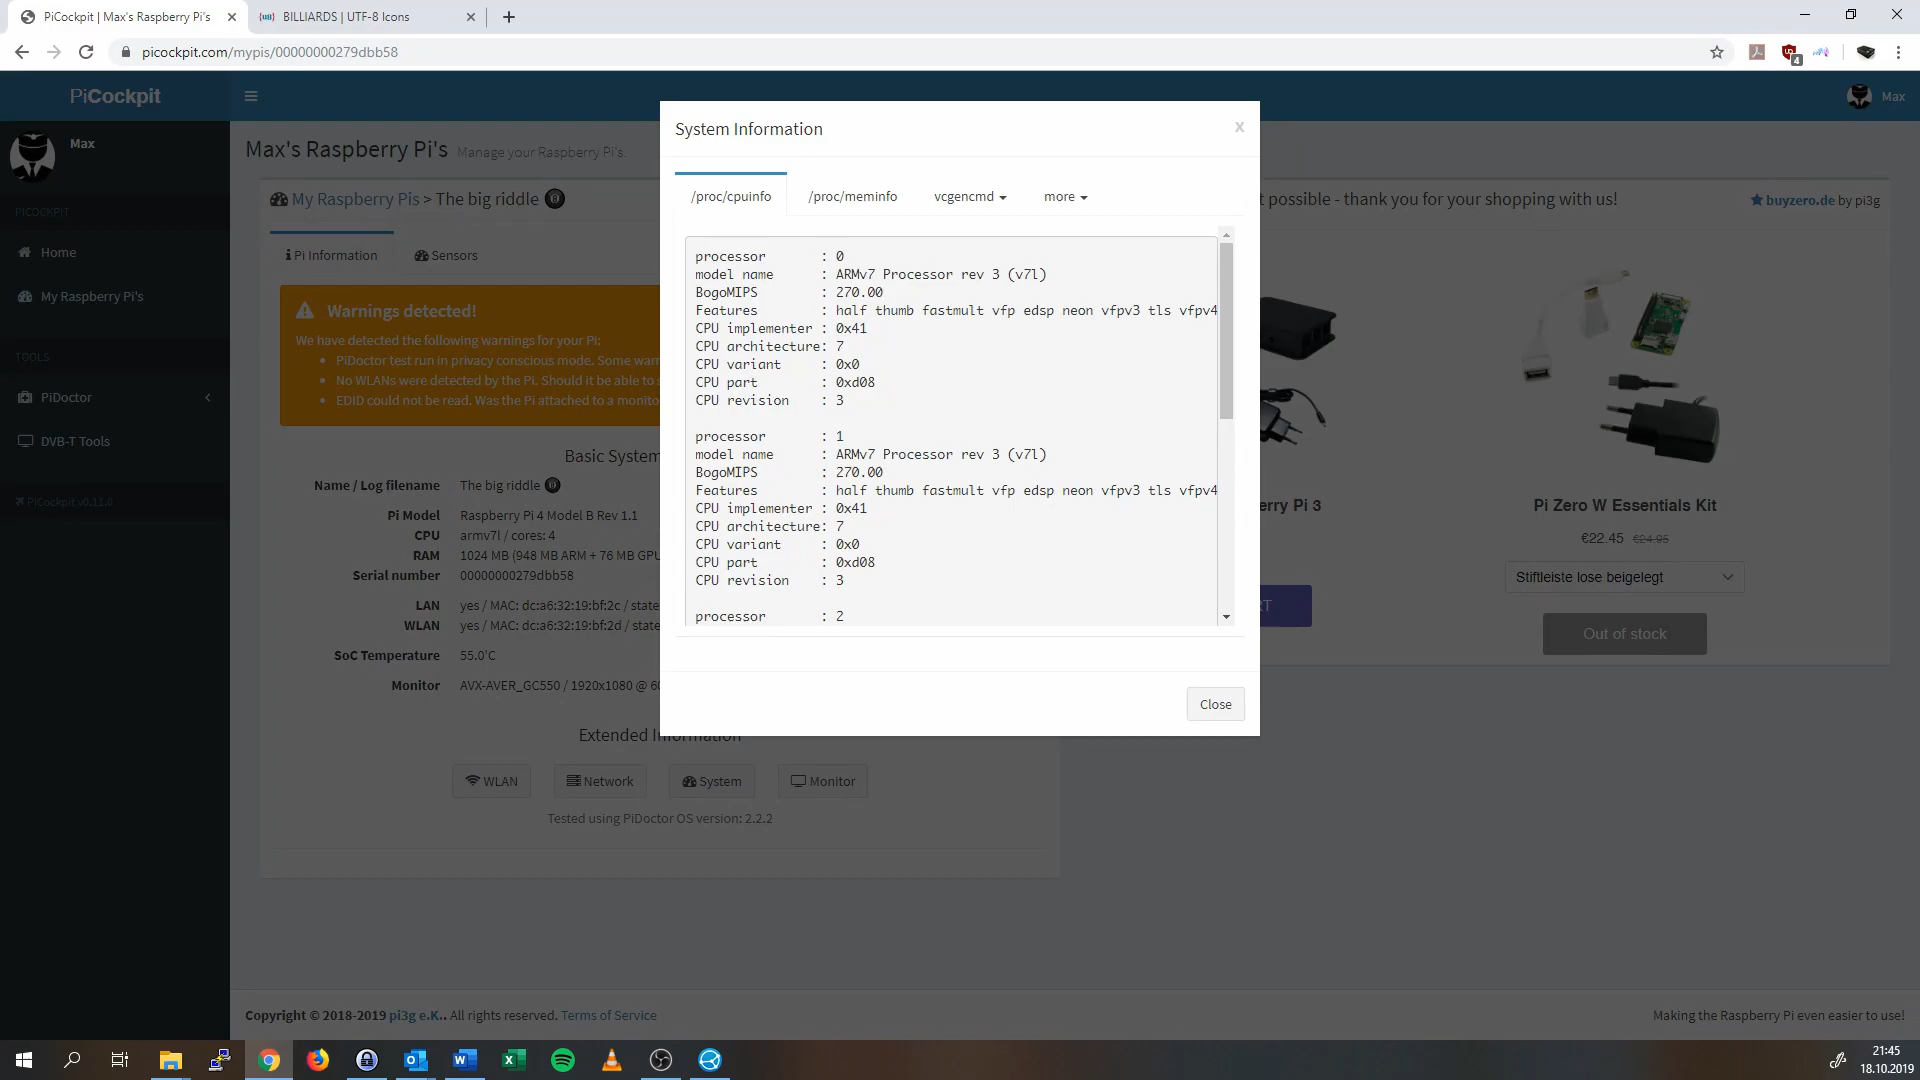 PiCockpit | Max's Raspberry Pi's
BILLIARDS | UTF-8 Icons
picockpit.com/mypis/00000000279dbb58
4
PiCockpit
Max
Max
PICOCKPIT
Home
My Raspberry Pi's
TOOLS
PiDoctor
DVB-T Tools
PiCockpit v0.11.0
Max's Raspberry Pi's Manage your Raspberry Pi's.
My Raspberry Pis > The big riddle
Pi Information
Sensors
Warnings detected!
We have detected the following warnings for your Pi:
PiDoctor test run in privacy conscious mode. Some warn
No WLANs were detected by the Pi. Should it be able to s
EDID could not be read. Was the Pi attached to a monito
Basic System
Name / Log filename The big riddle
Pi Model Raspberry Pi 4 Model B Rev 1.1
CPU armv7l / cores: 4
RAM 1024 MB (948 MB ARM + 76 MB GPU
Serial number 00000000279dbb58
LAN yes / MAC: dc:a6:32:19:bf:2c / state
WLAN yes / MAC: dc:a6:32:19:bf:2d / state
SoC Temperature 55.0'C
Monitor AVX-AVER_GC550 / 1920x1080 @ 60
Extended Information
WLAN
Network
System
Monitor
Tested using PiDoctor OS version: 2.2.2
System Information
x
/proc/cpuinfo
/proc/meminfo
vcgencmd
more
processor : 0
model name : ARMv7 Processor rev 3 (v7l)
BogoMIPS : 270.00
Features : half thumb fastmult vfp edsp neon vfpv3 tls vfpv4
CPU implementer : 0x41
CPU architecture: 7
CPU variant : 0x0
CPU part : 0xd08
CPU revision : 3
processor : 1
model name : ARMv7 Processor rev 3 (v7l)
BogoMIPS : 270.00
Features : half thumb fastmult vfp edsp neon vfpv3 tls vfpv4
CPU implementer : 0x41
CPU architecture: 7
CPU variant : 0x0
CPU part : 0xd08
CPU revision : 3
processor : 2
Close
t possible - thank you for your shopping with us!
buyzero.de by pi3g
erry Pi 3
RT
Pi Zero W Essentials Kit
€22.45 €24.95
Stiftleiste lose beigelegt
Out of stock
Copyright © 2018-2019 pi3g e.K.. All rights reserved. Terms of Service
Making the Raspberry Pi even easier to use!
21:45
18.10.2019